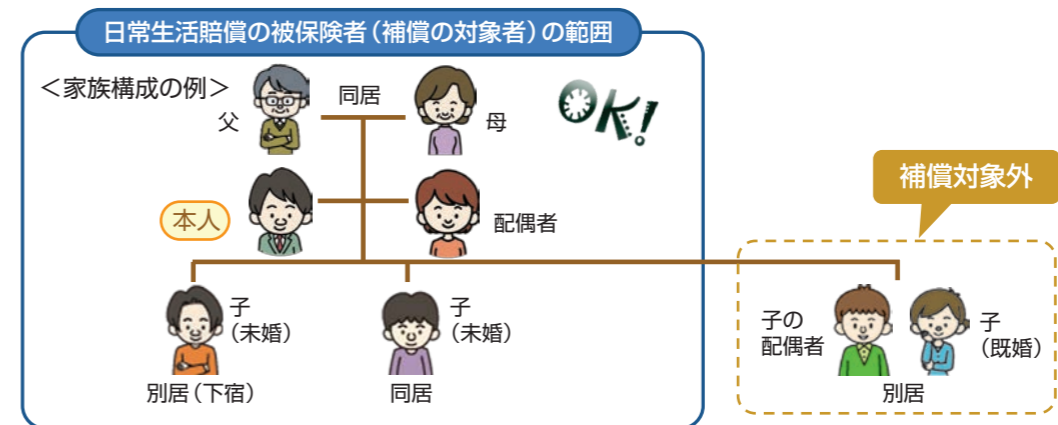 日常生活賠償の被保険者（補償の対象者）の範囲
＜家族構成の例＞
父
同居
母
OK!
本人
配偶者
補償対象外
子
（未婚）
別居（下宿）
子
（未婚）
同居
子の
配偶者
子
（既婚）
別居